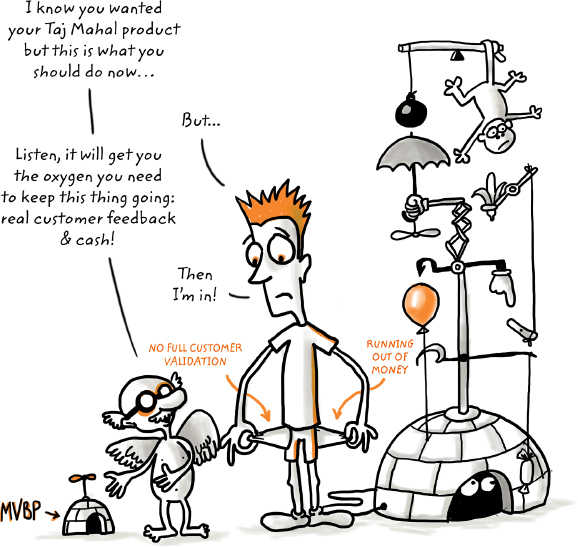 I know you wanted
your Taj Mahal product
but this is what you
should do now...
But...
Listen, it will get you
the oxygen you need
to keep this thing going:
real customer feedback
& cash!
Then
I'm in!
NO FULL CUSTOMER
VALIDATION
RUNNING
OUT OF
MONEY
MVBP